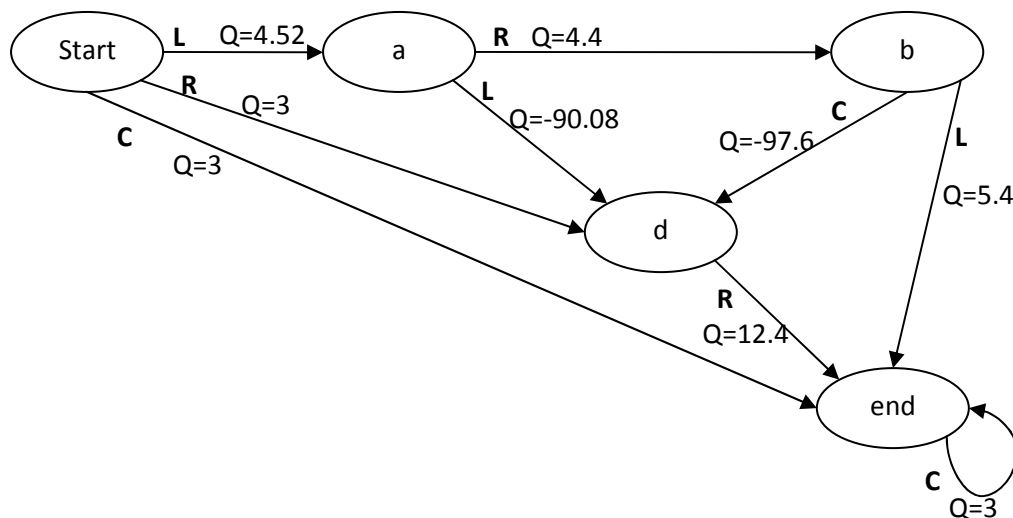 Start
L
Q=4.52
a
R
Q=4.4
b
R
Q=3
L
Q=-90.08
C
Q=-97.6
L
C
Q=3
Q=5.4
d
R
Q=12.4
end
C
Q=3